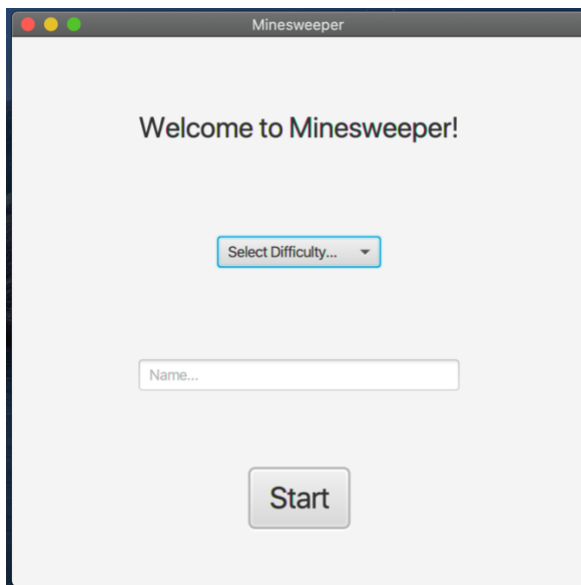 Minesweeper
Welcome to Minesweeper!
Select Difficulty...
Name...
Start